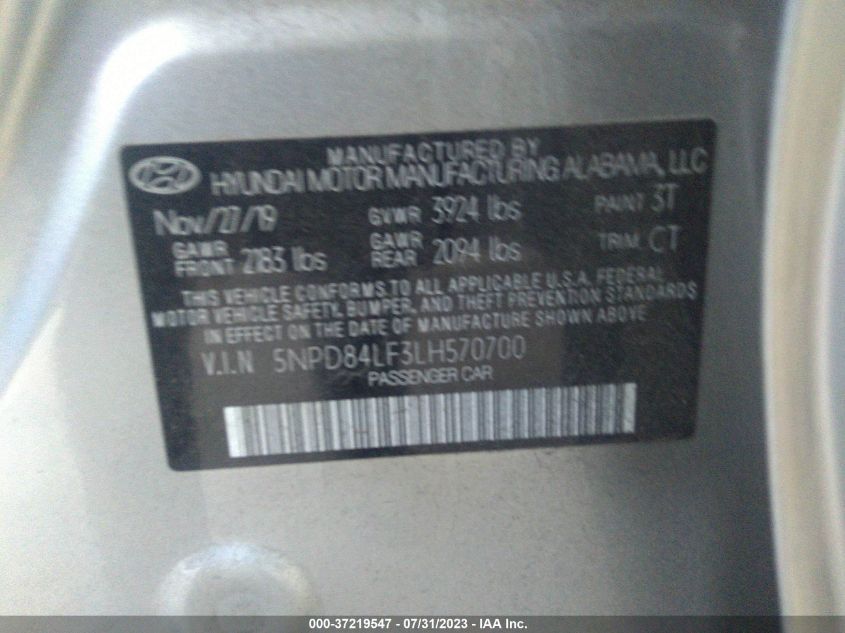 MANUFACTURED BY
HYUNDAI MOTOR MANUFACTURING ALABAMA, LLC
Nov/27/19 GVWR 3924 lbs PAINT 3T
GAWR FRONT 2183 lbs GAWR REAR 2094 lbs TRIM CT
THIS VEHICLE CONFORMS TO ALL APPLICABLE U.S.A. FEDERAL
MOTOR VEHICLE SAFETY, BUMPER, AND THEFT PREVENTION STANDARDS
IN EFFECT ON THE DATE OF MANUFACTURE SHOWN ABOVE
V.I.N 5NPD84LF3LH570700
PASSENGER CAR
000-37219547 - 07/31/2023 - IAA Inc.